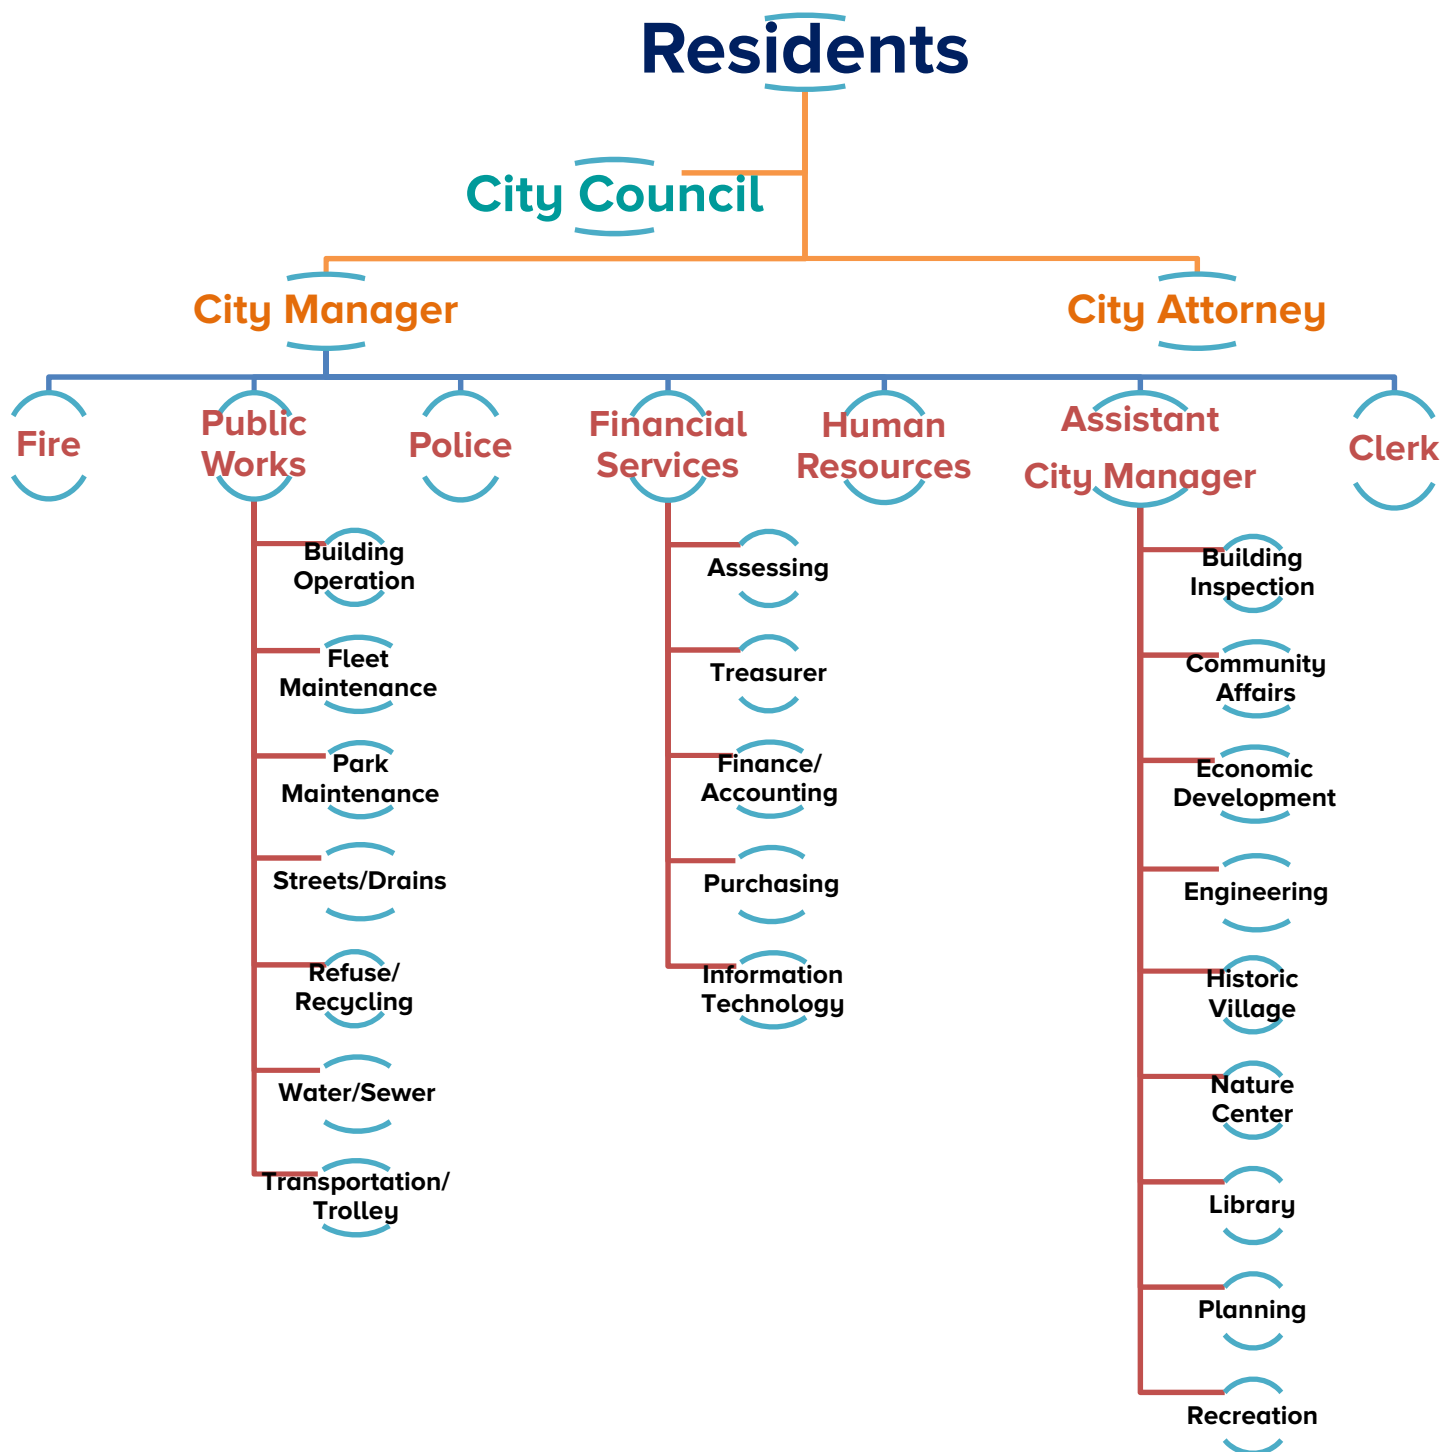 Residents
City Council
City Manager
City Attorney
Fire
Public
Works
Police
Financial
Services
Human
Resources
Assistant
City Manager
Clerk
Building
Operation
Fleet
Maintenance
Park
Maintenance
Streets/Drains
Refuse/
Recycling
Water/Sewer
Transportation/
Trolley
Assessing
Treasurer
Finance/
Accounting
Purchasing
Information
Technology
Building
Inspection
Community
Affairs
Economic
Development
Engineering
Historic
Village
Nature
Center
Library
Planning
Recreation